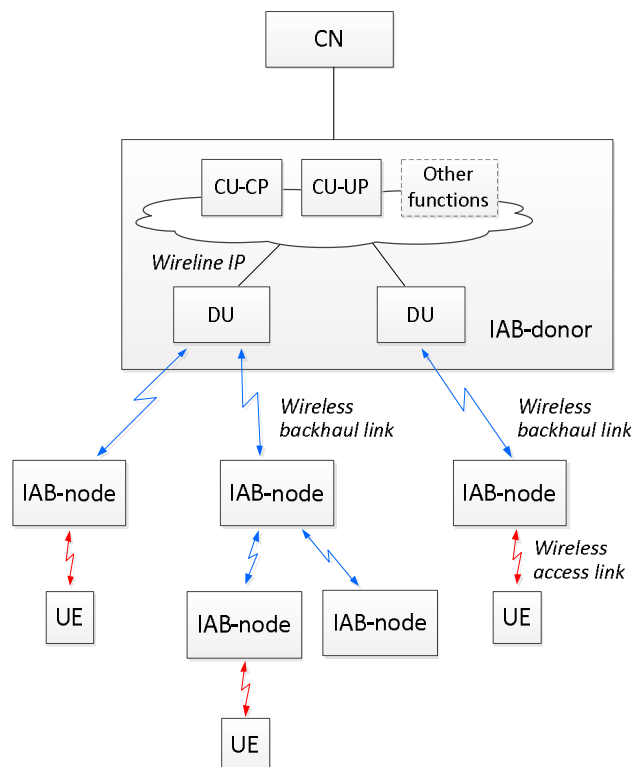 CN
CU-CP
CU-UP
Other
functions
Wireline IP
DU
DU
IAB-donor
Wireless
backhaul link
Wireless
backhaul link
IAB-node
IAB-node
IAB-node
Wireless
access link
UE
IAB-node
IAB-node
UE
UE